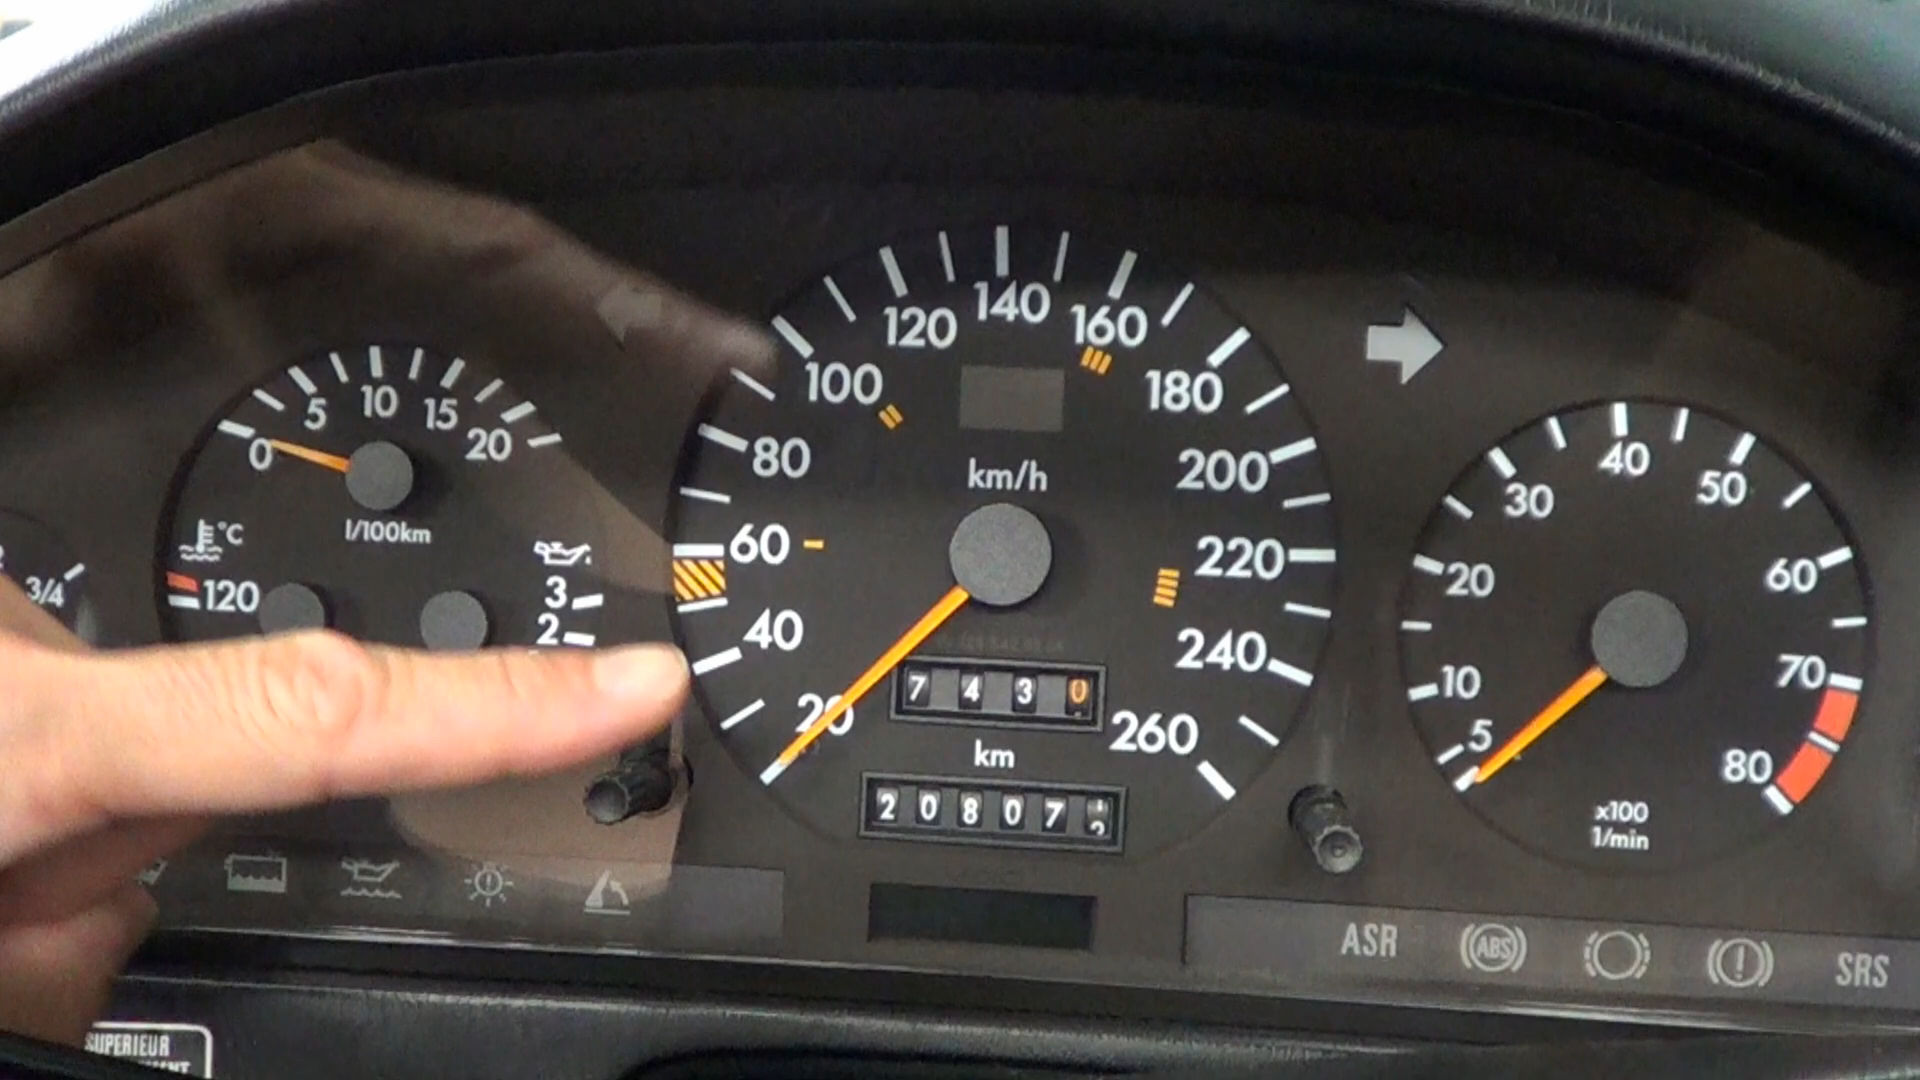 3/4
0 5 10 15 20
l/100km
°C
120
3
2
20 40 60 80 100 120 140 160 180 200 220 240 260
km/h
7 4 3 0
km
2 0 8 0 7
5 10 20 30 40 50 60 70 80
x100
1/min
ASR
ABS
SRS
SUPERIEUR